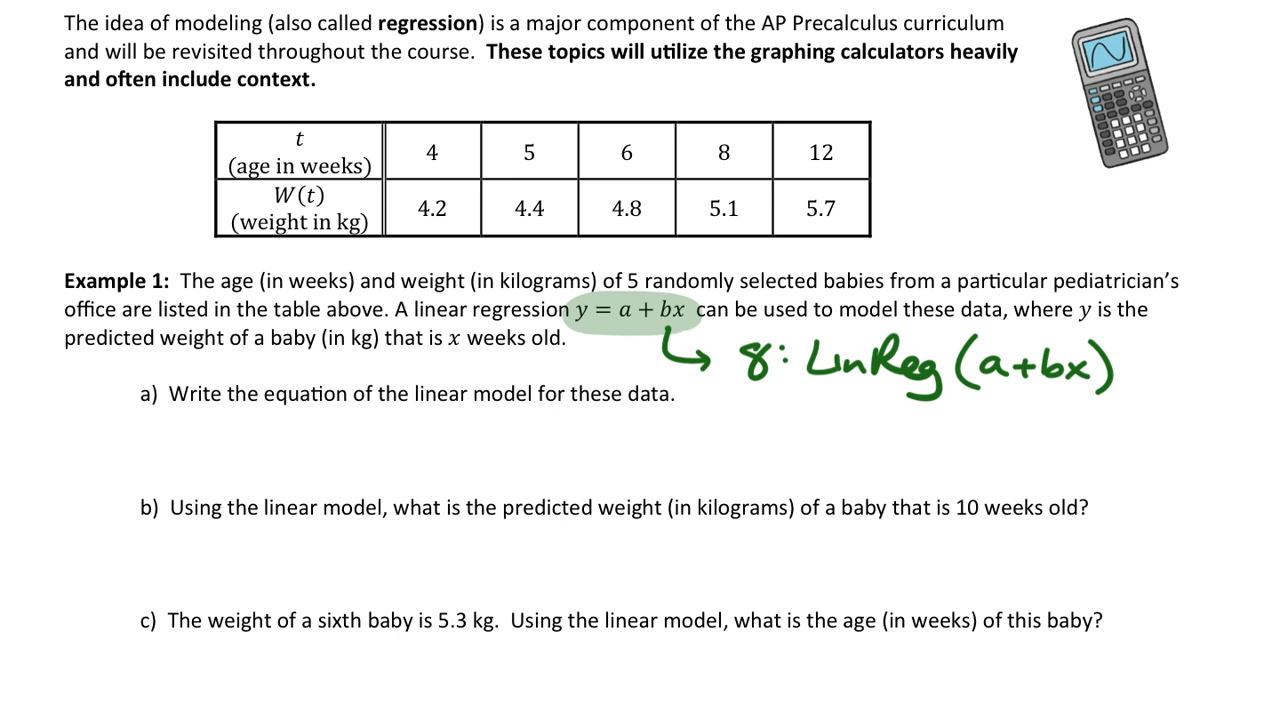 The idea of modeling (also called regression) is a major component of the AP Precalculus curriculum
and will be revisited throughout the course. These topics will utilize the graphing calculators heavily
and often include context.
t
(age in weeks) 4 5 6 8 12
W(t)
(weight in kg) 4.2 4.4 4.8 5.1 5.7
Example 1: The age (in weeks) and weight (in kilograms) of 5 randomly selected babies from a particular pediatrician's
office are listed in the table above. A linear regression y = a + bx can be used to model these data, where y is the
predicted weight of a baby (in kg) that is x weeks old.
8: LinReg (a+bx)
a) Write the equation of the linear model for these data.
b) Using the linear model, what is the predicted weight (in kilograms) of a baby that is 10 weeks old?
c) The weight of a sixth baby is 5.3 kg. Using the linear model, what is the age (in weeks) of this baby?